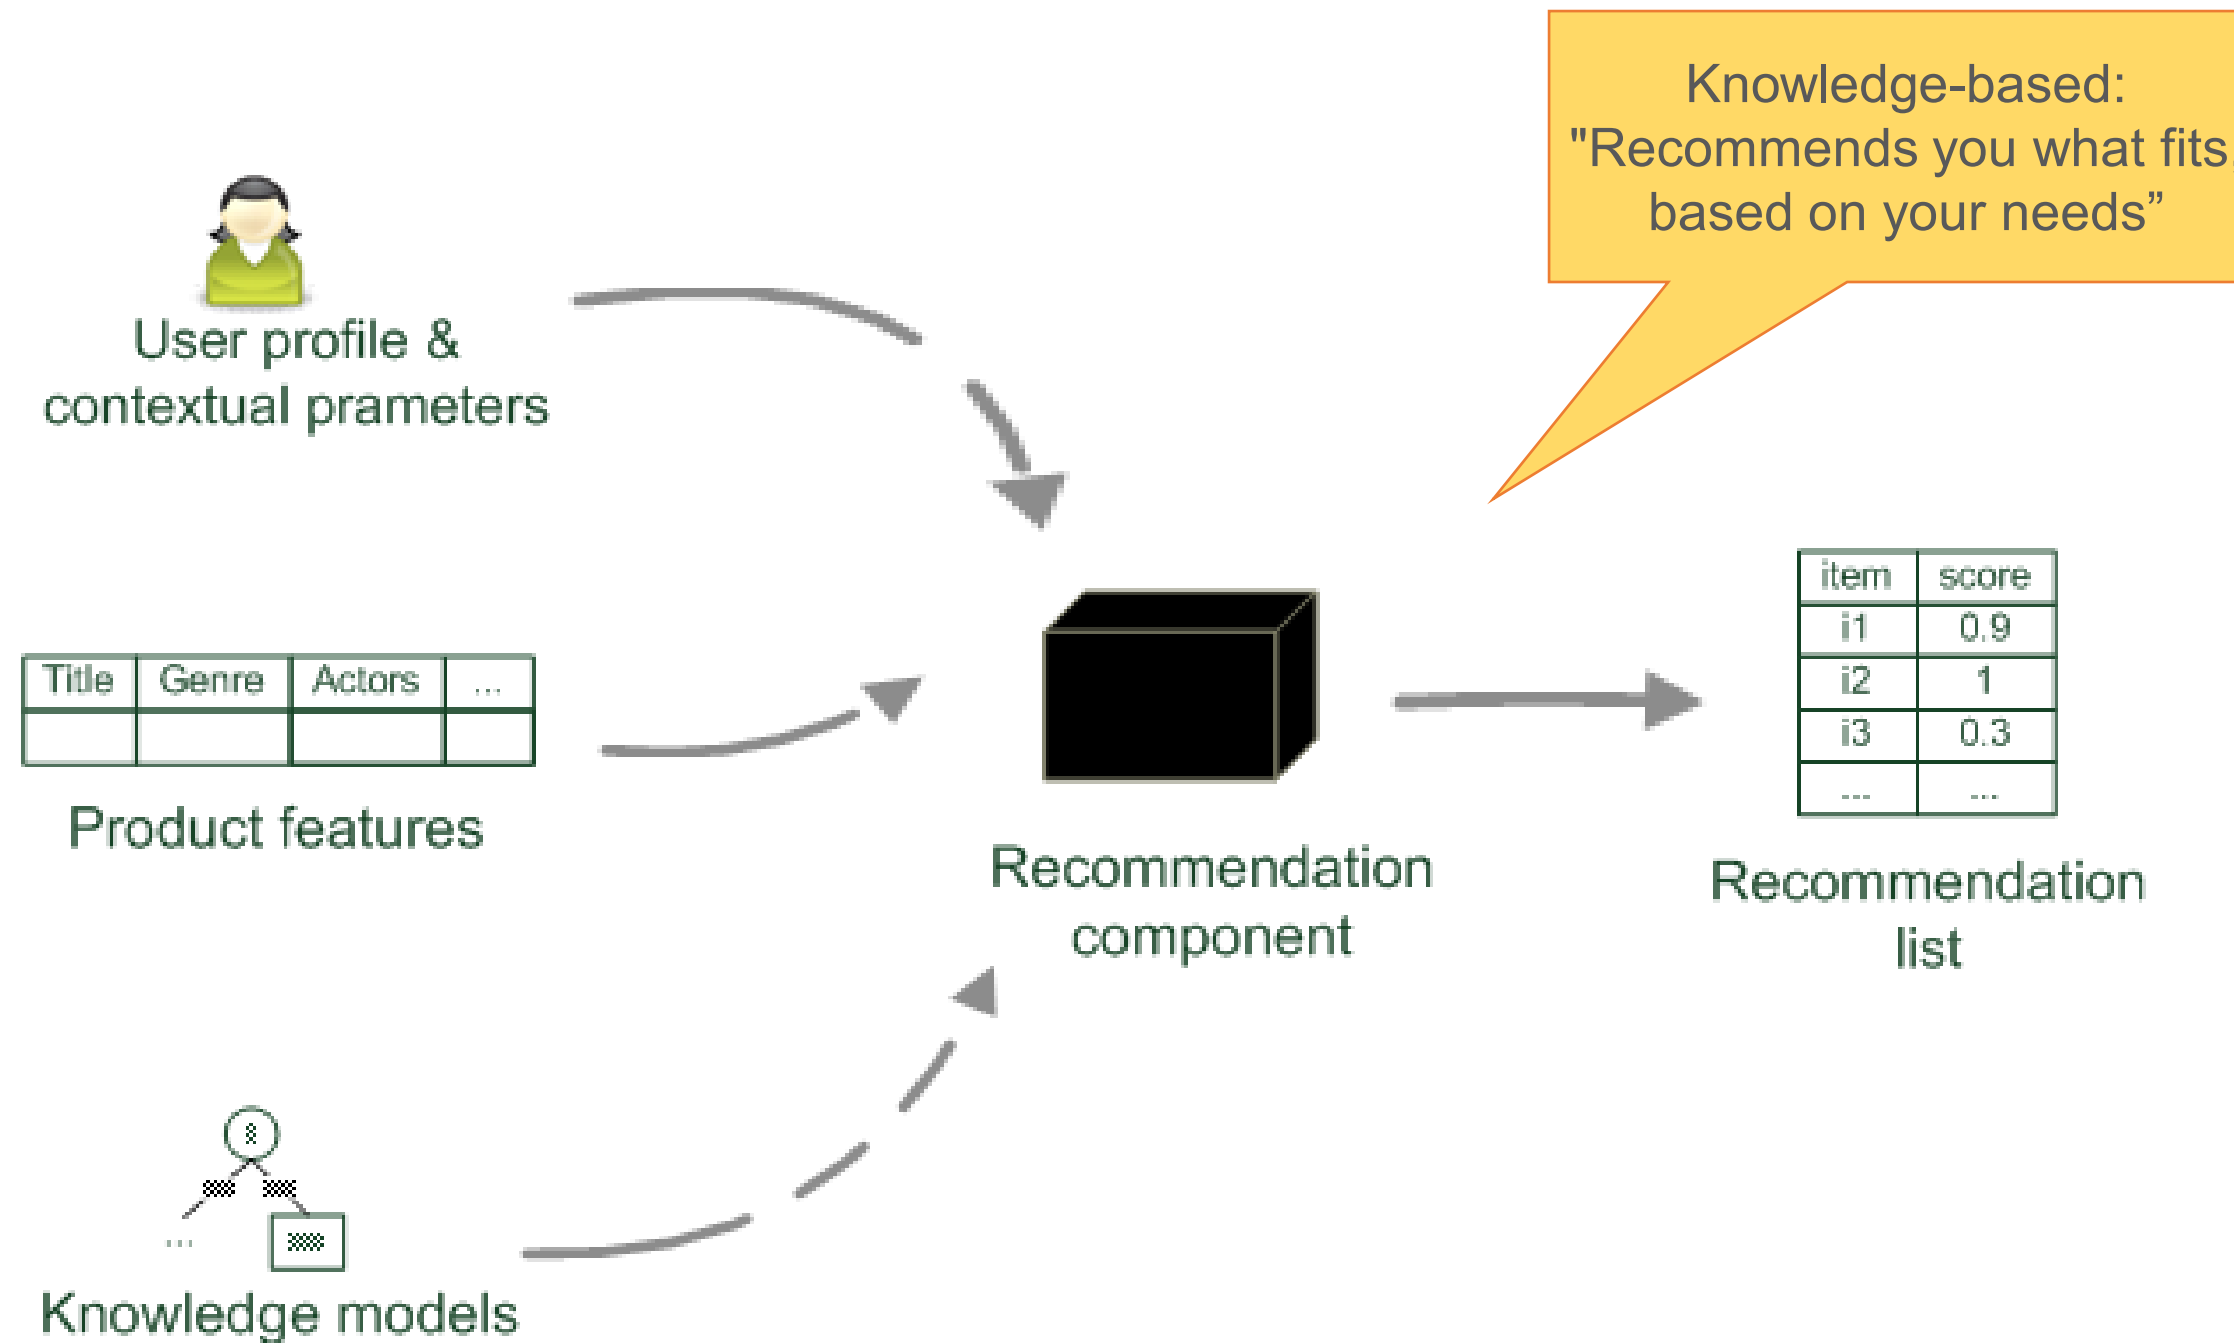 Knowledge-based:
"Recommends you what fits,
based on your needs”
User profile &
contextual prameters
Title Genre Actors ...
Product features
Recommendation
component
item score
i1 0.9
i2 1
i3 0.3
... ...
Recommendation
list
...
Knowledge models